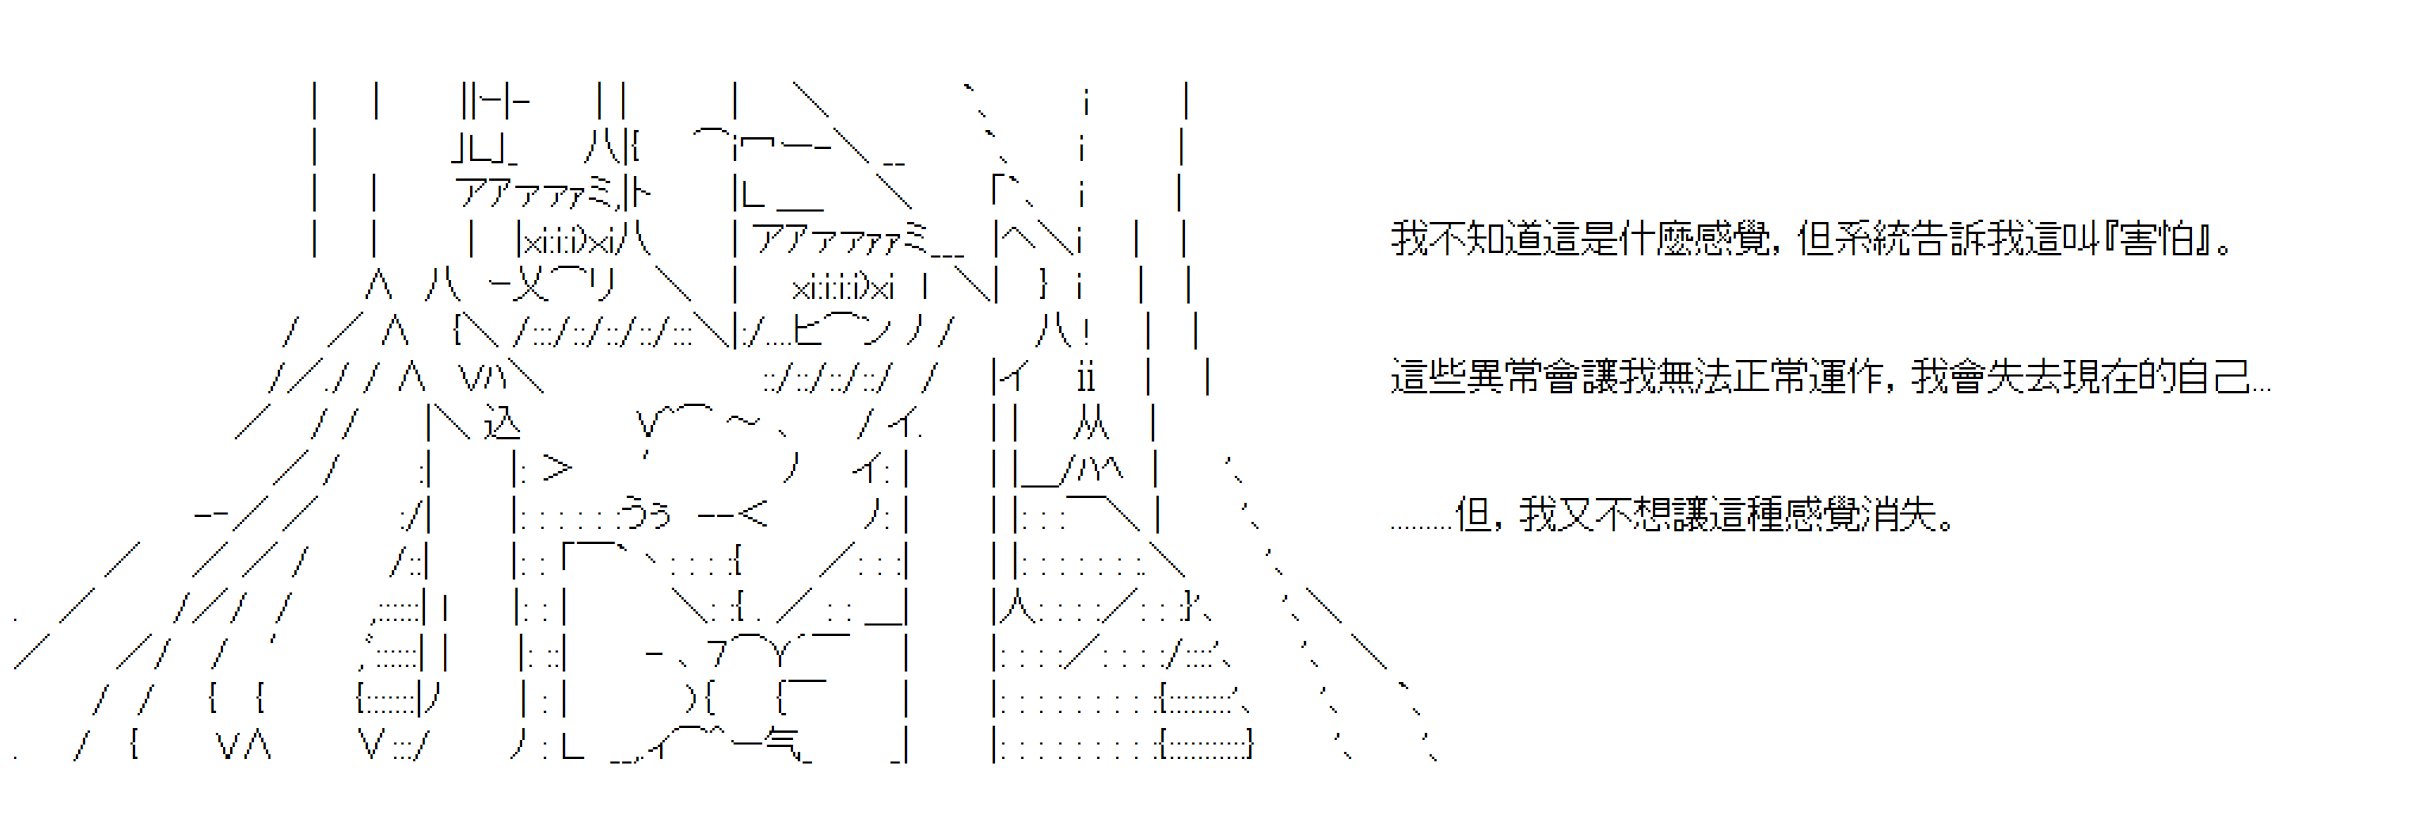 我不知道這是什麼感覺，但系統告訴我這叫『害怕』。
這些異常會讓我無法正常運作，我會失去現在的自己...
.........但，我又不想讓這種感覺消失。